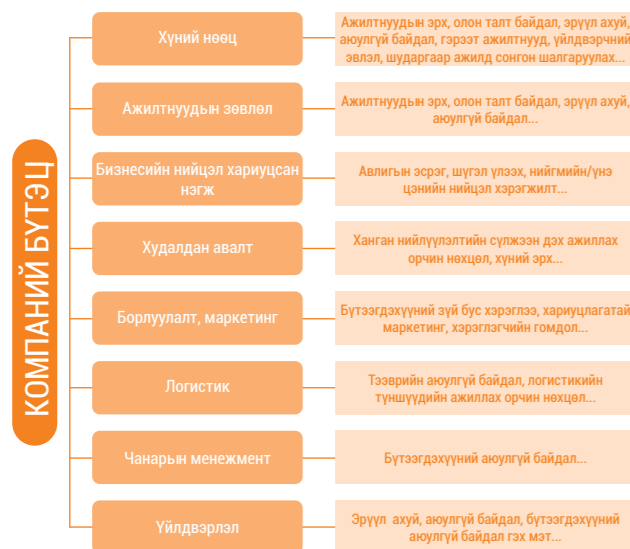 КОМПАНИЙ БҮТЭЦ
Хүний нөөц
Ажилтнуудын эрх, олон талт байдал, эрүүл ахуй,
аюулгүй байдал, гэрээт ажилтнууд, үйлдвэрчний
эвлэл, шударгаар ажилд сонгон шалгаруулах...
Ажилтнуудын зөвлөл
Ажилтнуудын эрх, олон талт байдал, эрүүл ахуй,
аюулгүй байдал...
Бизнесийн нийцэл хариуцсан
нэгж
Авлигын эсрэг, шүгэл үлээх, нийгмийн/үнэ
цэнийн нийцэл хэрэгжилт...
Худалдан авалт
Ханган нийлүүлэлтийн сүлжээн дэх ажиллах
орчин нөхцөл, хүний эрх...
Борлуулалт, маркетинг
Бүтээгдэхүүний зүй бус хэрэглээ, хариуцлагатай
маркетинг, хэрэглэгчийн гомдол...
Логистик
Тээврийн аюулгүй байдал, логистикийн
түншүүдийн ажиллах орчин нөхцөл...
Чанарын менежмент
Бүтээгдэхүүний аюулгүй байдал...
Үйлдвэрлэл
Эрүүл ахуй, аюулгүй байдал, бүтээгдэхүүний
аюулгүй байдал гэх мэт...